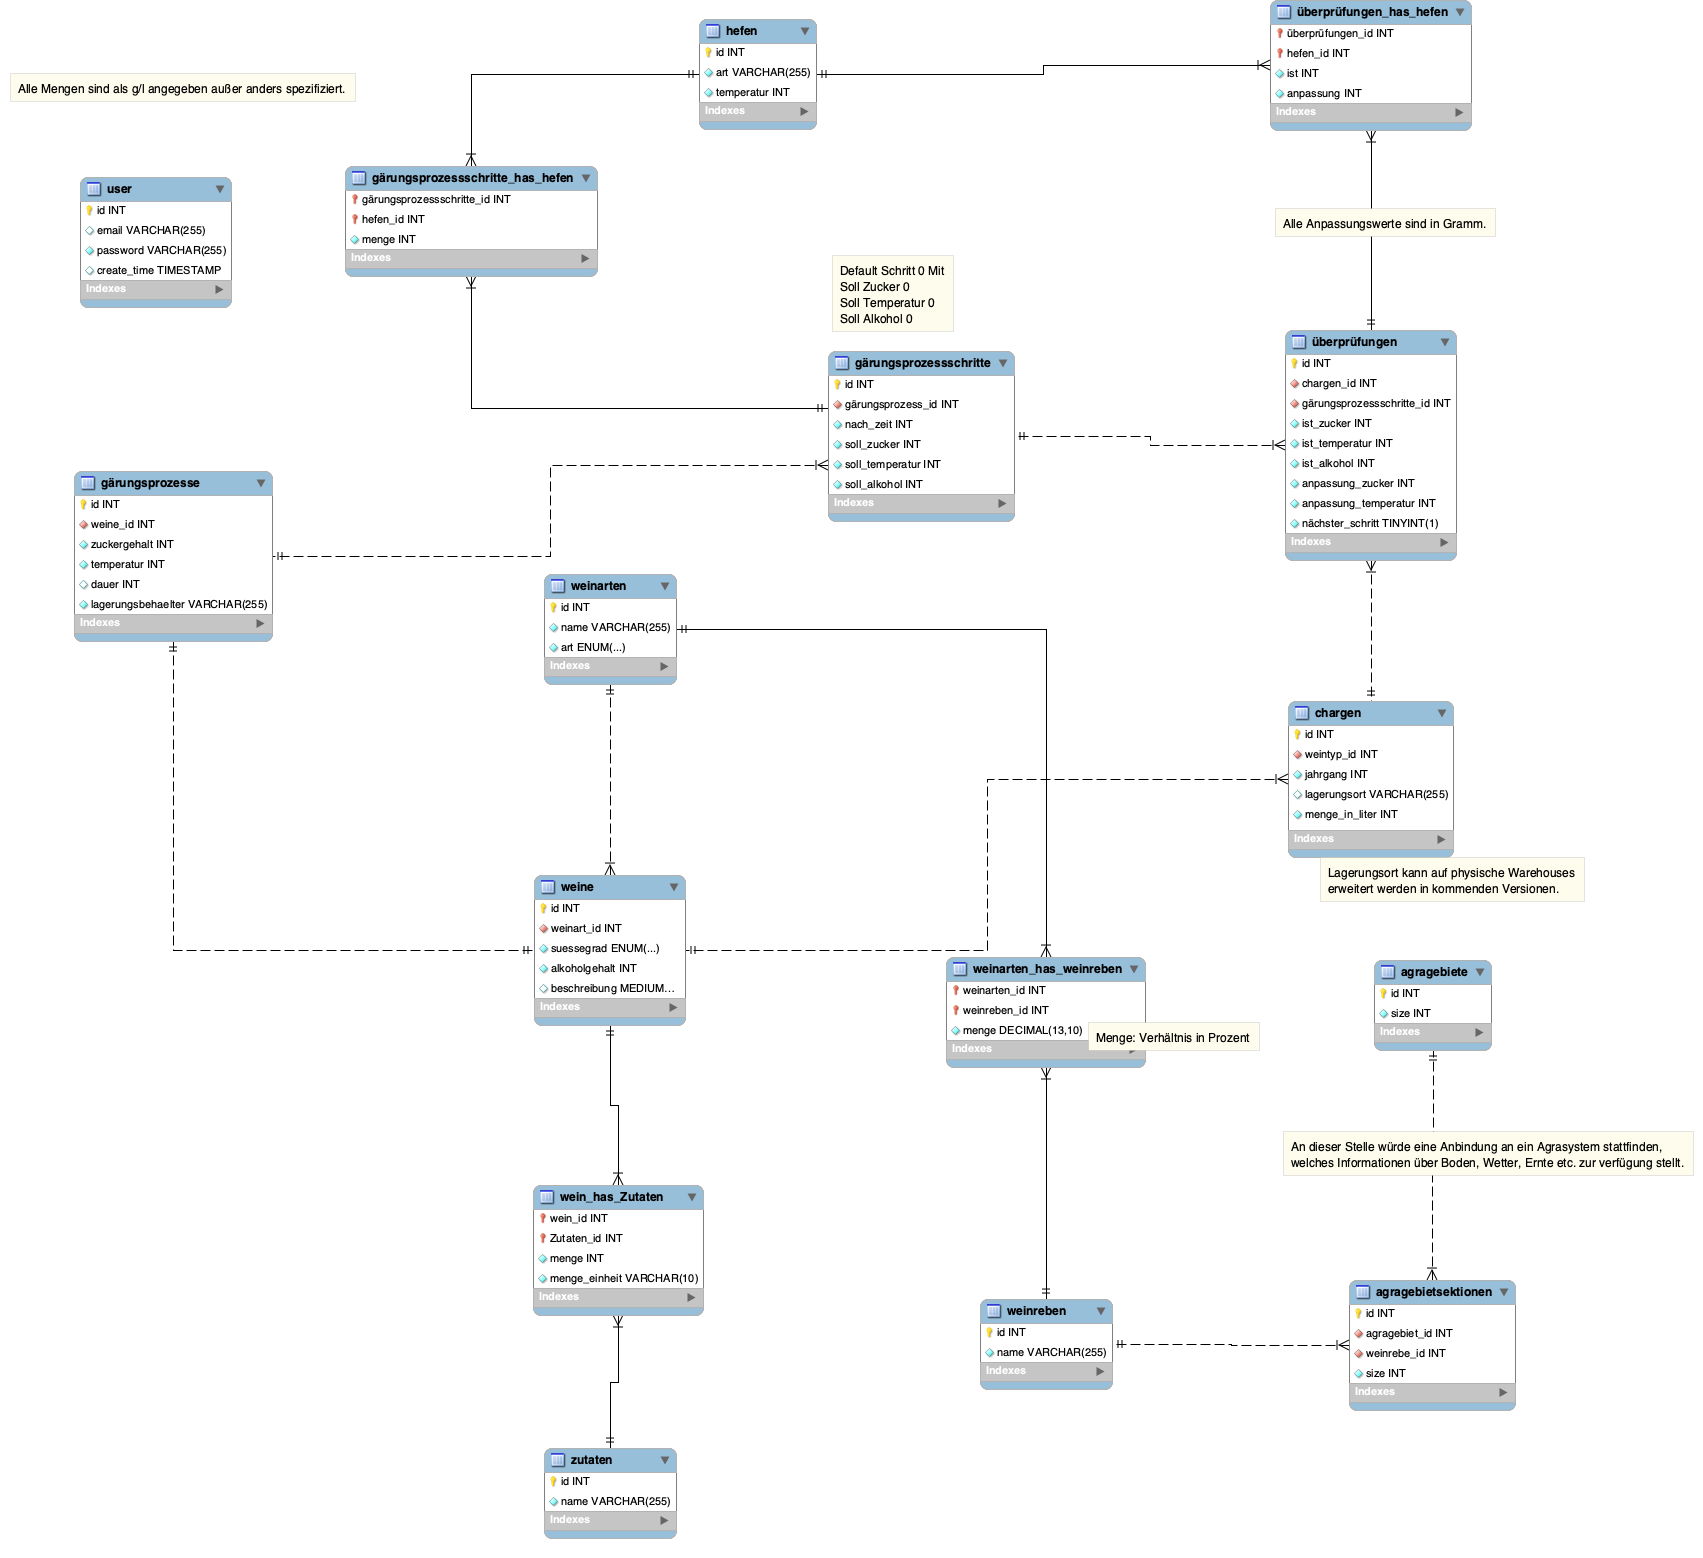 hefen
id INT
art VARCHAR(255)
temperatur INT
Indexes
überprüfungen_has_hefen
überprüfungen_id INT
hefen_id INT
ist INT
anpassung INT
Indexes
Alle Mengen sind als g/l angegeben außer anders spezifiziert.
user
id INT
email VARCHAR(255)
password VARCHAR(255)
create_time TIMESTAMP
Indexes
gärungsprozessschritte_has_hefen
gärungsprozessschritte_id INT
hefen_id INT
menge INT
Indexes
Alle Anpassungswerte sind in Gramm.
Default Schritt 0 Mit
Soll Zucker 0
Soll Temperatur 0
Soll Alkohol 0
gärungsprozessschritte
id INT
gärungsprozess_id INT
nach_zeit INT
soll_zucker INT
soll_temperatur INT
soll_alkohol INT
Indexes
überprüfungen
id INT
chargen_id INT
gärungsprozessschritte_id INT
ist_zucker INT
ist_temperatur INT
ist_alkohol INT
anpassung_zucker INT
anpassung_temperatur INT
nächster_schritt TINYINT(1)
Indexes
gärungsprozesse
id INT
weine_id INT
zuckergehalt INT
temperatur INT
dauer INT
lagerungsbehaelter VARCHAR(255)
Indexes
weinarten
id INT
name VARCHAR(255)
art ENUM(...)
Indexes
chargen
id INT
weintyp_id INT
jahrgang INT
lagerungsort VARCHAR(255)
menge_in_liter INT
Indexes
Lagerungsort kann auf physische Warehouses
erweitert werden in kommenden Versionen.
weine
id INT
weinart_id INT
suessegrad ENUM(...)
alkoholgehalt INT
beschreibung MEDIUM...
Indexes
weinarten_has_weinreben
weinarten_id INT
weinreben_id INT
menge DECIMAL(13,10)
Indexes
Menge: Verhältnis in Prozent
agragebiete
id INT
size INT
Indexes
An dieser Stelle würde eine Anbindung an ein Agrasystem stattfinden,
welches Informationen über Boden, Wetter, Ernte etc. zur verfügung stellt.
wein_has_Zutaten
wein_id INT
Zutaten_id INT
menge INT
menge_einheit VARCHAR(10)
Indexes
weinreben
id INT
name VARCHAR(255)
Indexes
agragebietsektionen
id INT
agragebiet_id INT
weinrebe_id INT
size INT
Indexes
zutaten
id INT
name VARCHAR(255)
Indexes